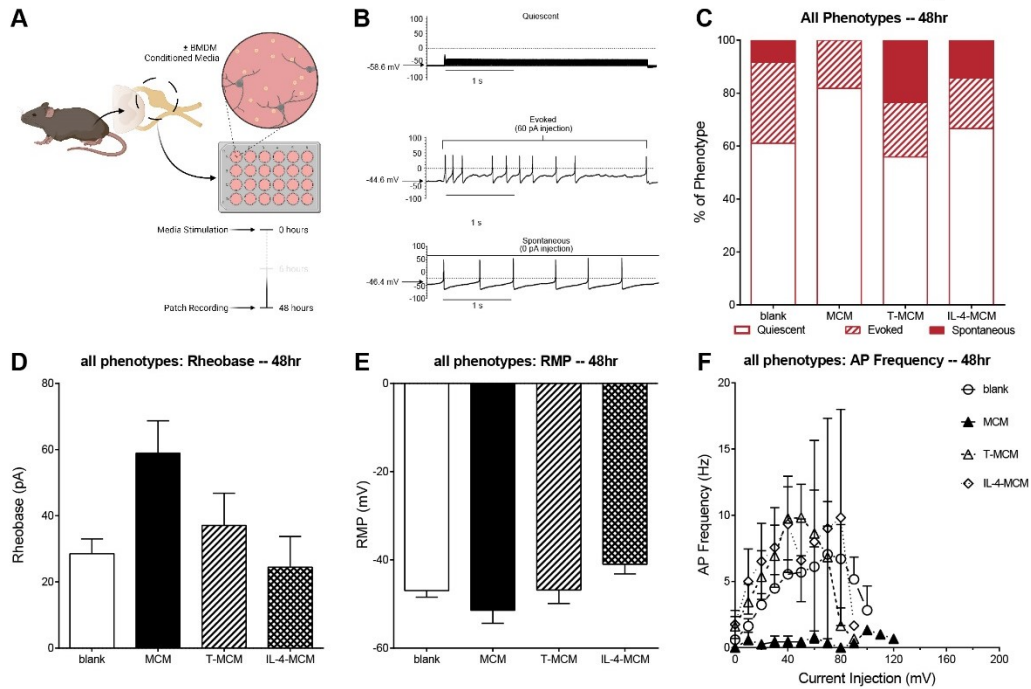 A
± BMDM
Conditioned Media
Media Stimulation
0 hours
6 hours
Patch Recording
48 hours
B
Quiescent
100
50
0
-58.6 mV
-50
-100
1 s
Evoked
(60 pA injection)
100
50
0
-44.6 mV
-50
-100
1 s
Spontaneous
(0 pA injection)
100
50
0
-46.4 mV
-50
-100
1 s
C
All Phenotypes -- 48hr
% of Phenotype
100
80
60
40
20
0
blank MCM T-MCM IL-4-MCM
Quiescent Evoked Spontaneous
D
all phenotypes: Rheobase -- 48hr
Rheobase (pA)
80
60
40
20
0
blank MCM T-MCM IL-4-MCM
E
all phenotypes: RMP -- 48hr
RMP (mV)
0
-20
-40
-60
blank MCM T-MCM IL-4-MCM
F
all phenotypes: AP Frequency -- 48hr
AP Frequency (Hz)
20
15
10
5
0
blank
MCM
T-MCM
IL-4-MCM
0 40 80 120 160 200
Current Injection (mV)